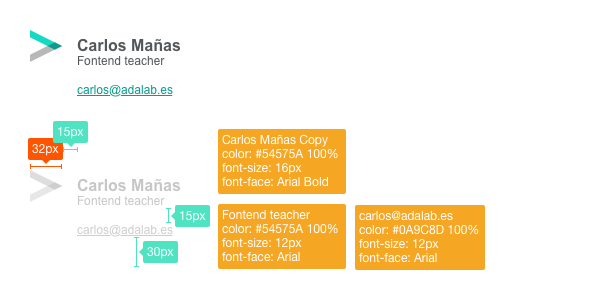 Carlos Mañas
Fontend teacher
carlos@adalab.es
15px
32px
Carlos Mañas
Fontend teacher
carlos@adalab.es
15px
30px
Carlos Mañas Copy
color: #54575A 100%
font-size: 16px
font-face: Arial Bold
Fontend teacher
color: #54575A 100%
font-size: 12px
font-face: Arial
carlos@adalab.es
color: #0A9C8D 100%
font-size: 12px
font-face: Arial